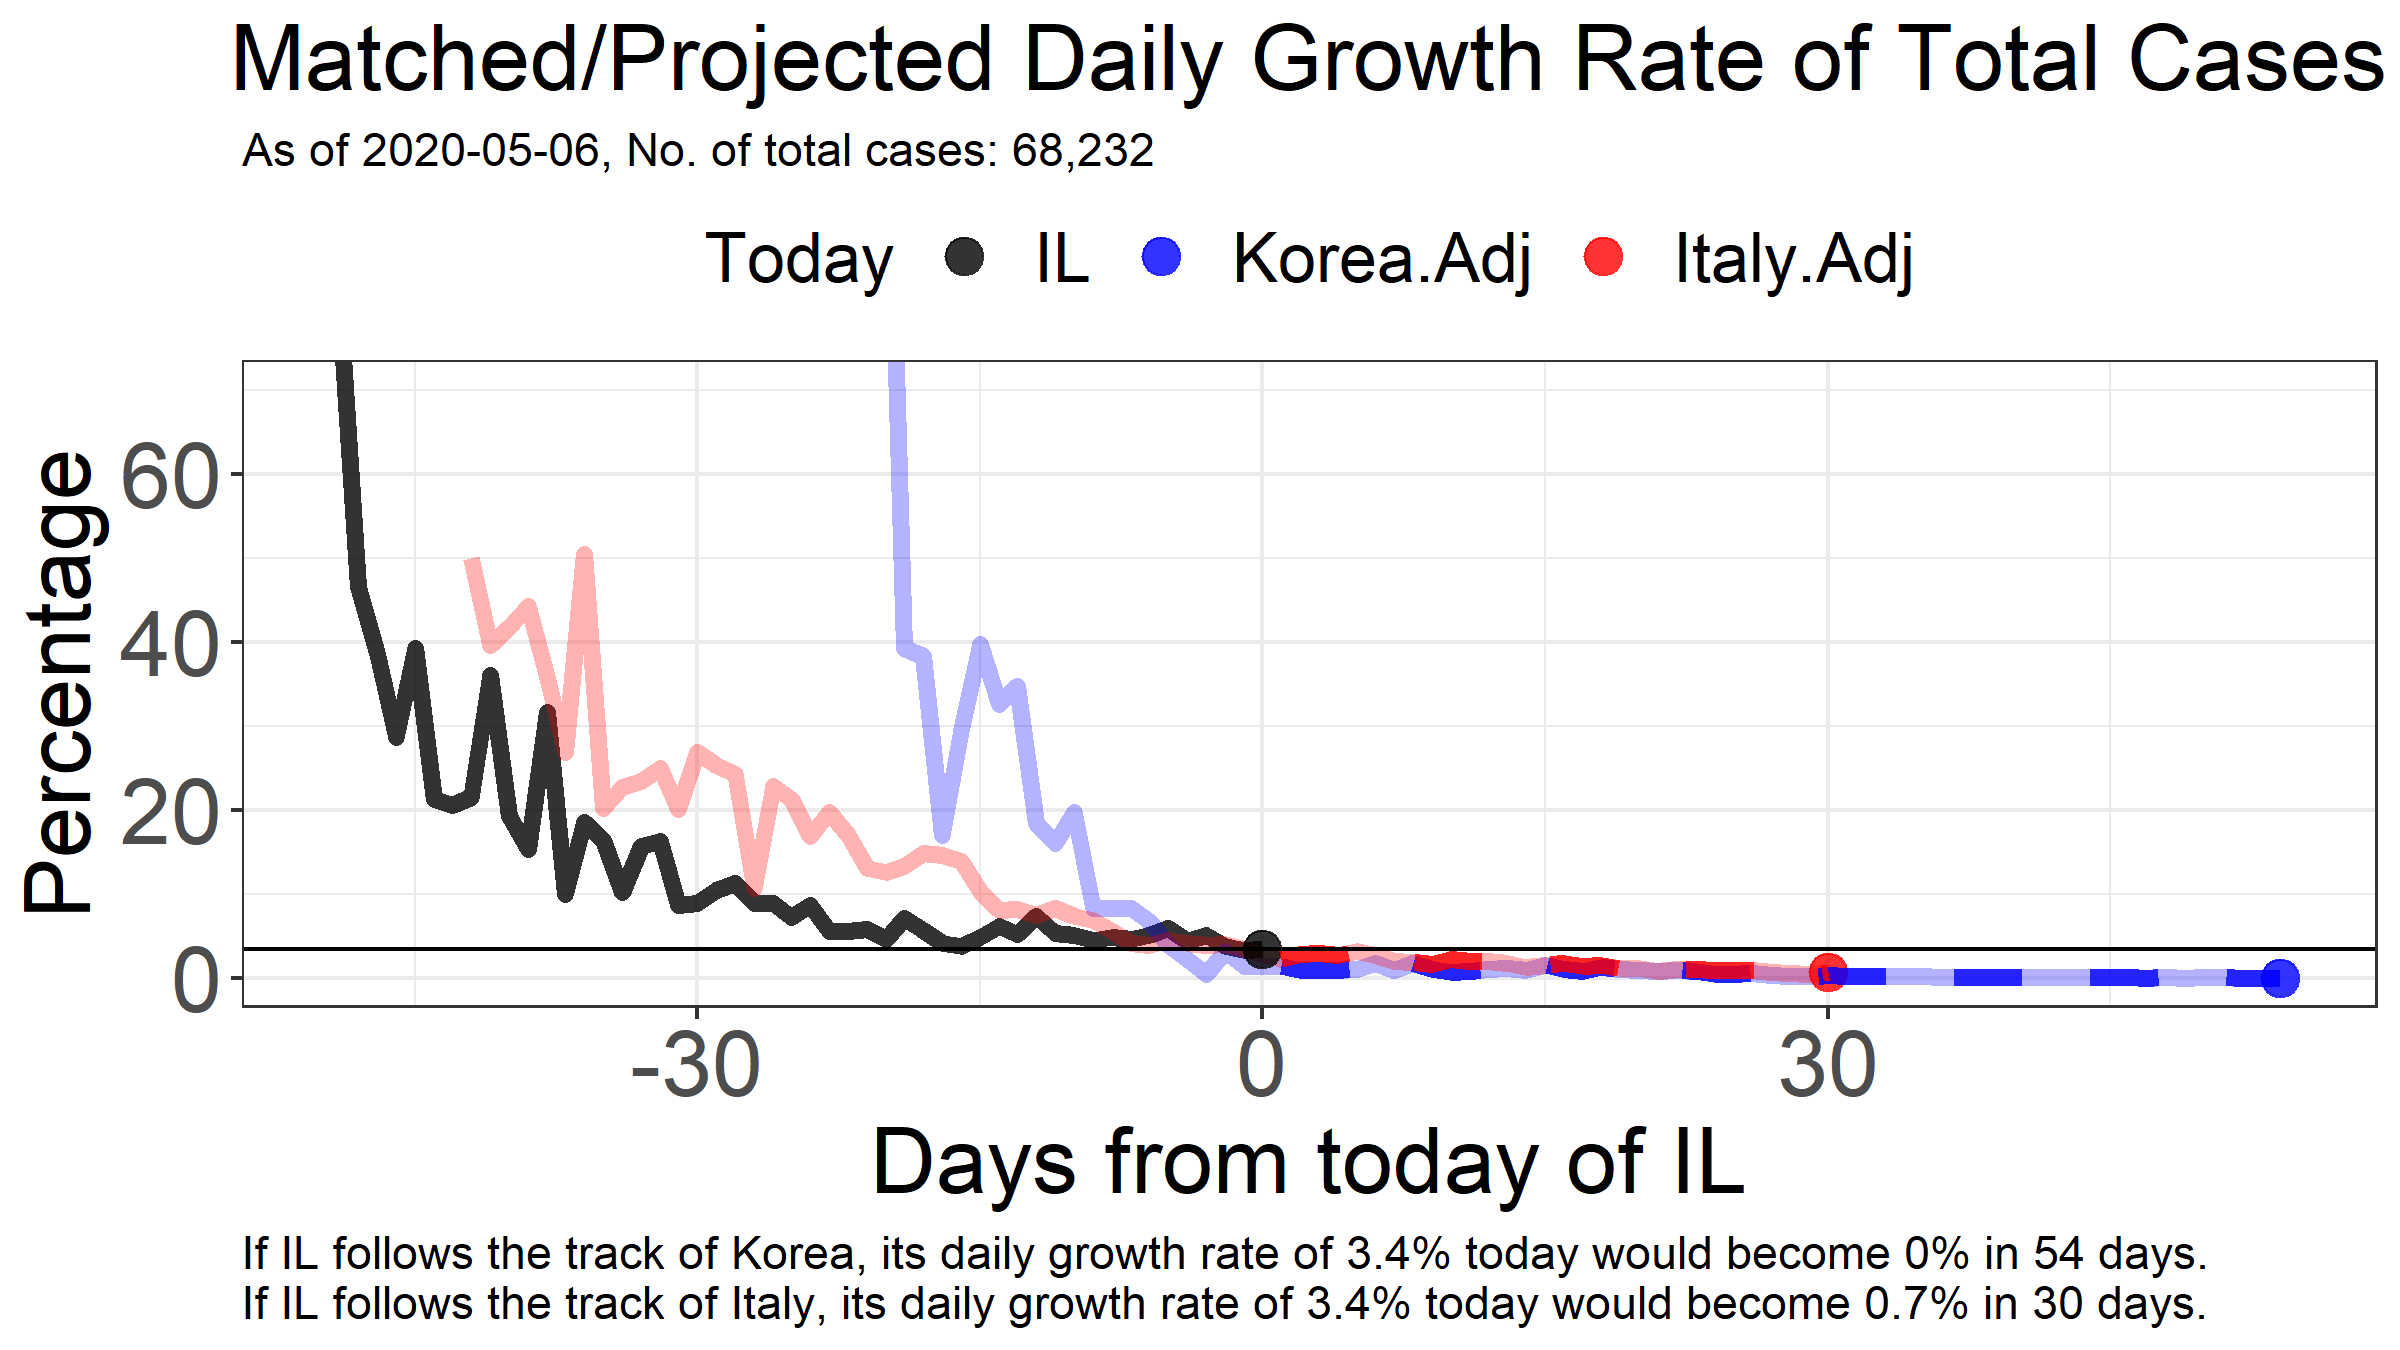 Matched/Projected Daily Growth Rate of Total Cases
As of 2020-05-06, No. of total cases: 68,232
Today IL Korea.Adj Italy.Adj
Percentage
60
40
20
0
-30 0 30
Days from today of IL
If IL follows the track of Korea, its daily growth rate of 3.4% today would become 0% in 54 days.
If IL follows the track of Italy, its daily growth rate of 3.4% today would become 0.7% in 30 days.